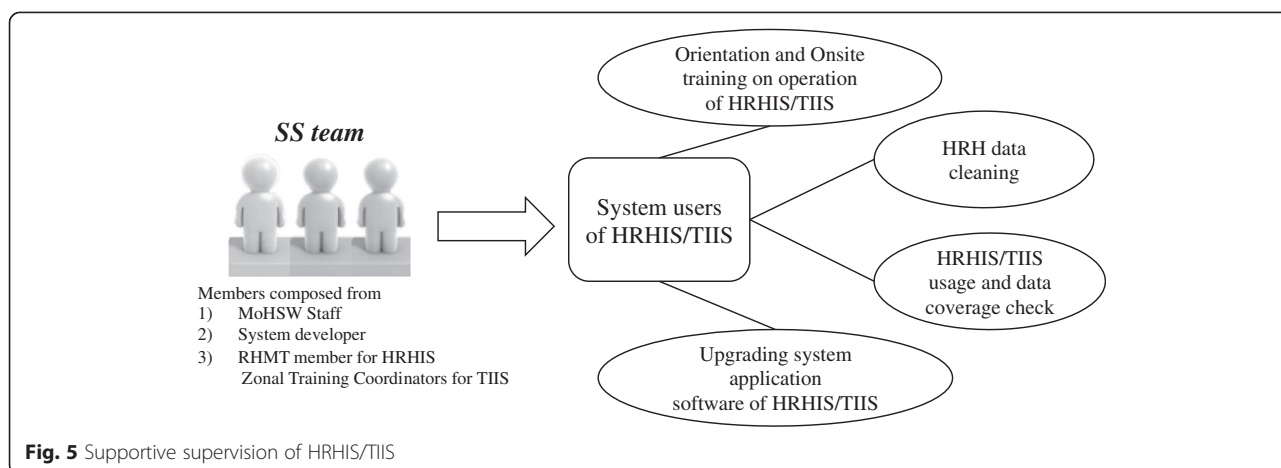 SS team
Members composed from
1) MoHSW Staff
2) System developer
3) RHMT member for HRHIS
Zonal Training Coordinators for TIIS
System users
of HRHIS/TIIS
Orientation and Onsite
training on operation
of HRHIS/TIIS
HRH data
cleaning
HRHIS/TIIS
usage and data
coverage check
Upgrading system
application
software of HRHIS/TIIS
Fig. 5 Supportive supervision of HRHIS/TIIS